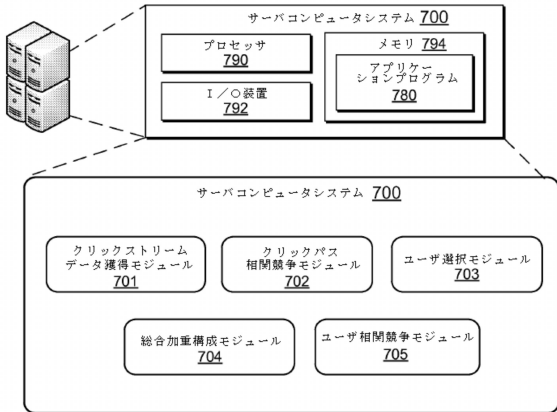 サーバコンピュータシステム 700
プロセッサ
790
I／O装置
792
メモリ 794
アプリケー
ションプログラム
780
サーバコンピュータシステム 700
クリックストリーム
データ獲得モジュール
701
クリックパス
相関競争モジュール
702
ユーザ選択モジュール
703
総合加重構成モジュール
704
ユーザ相関競争モジュール
705